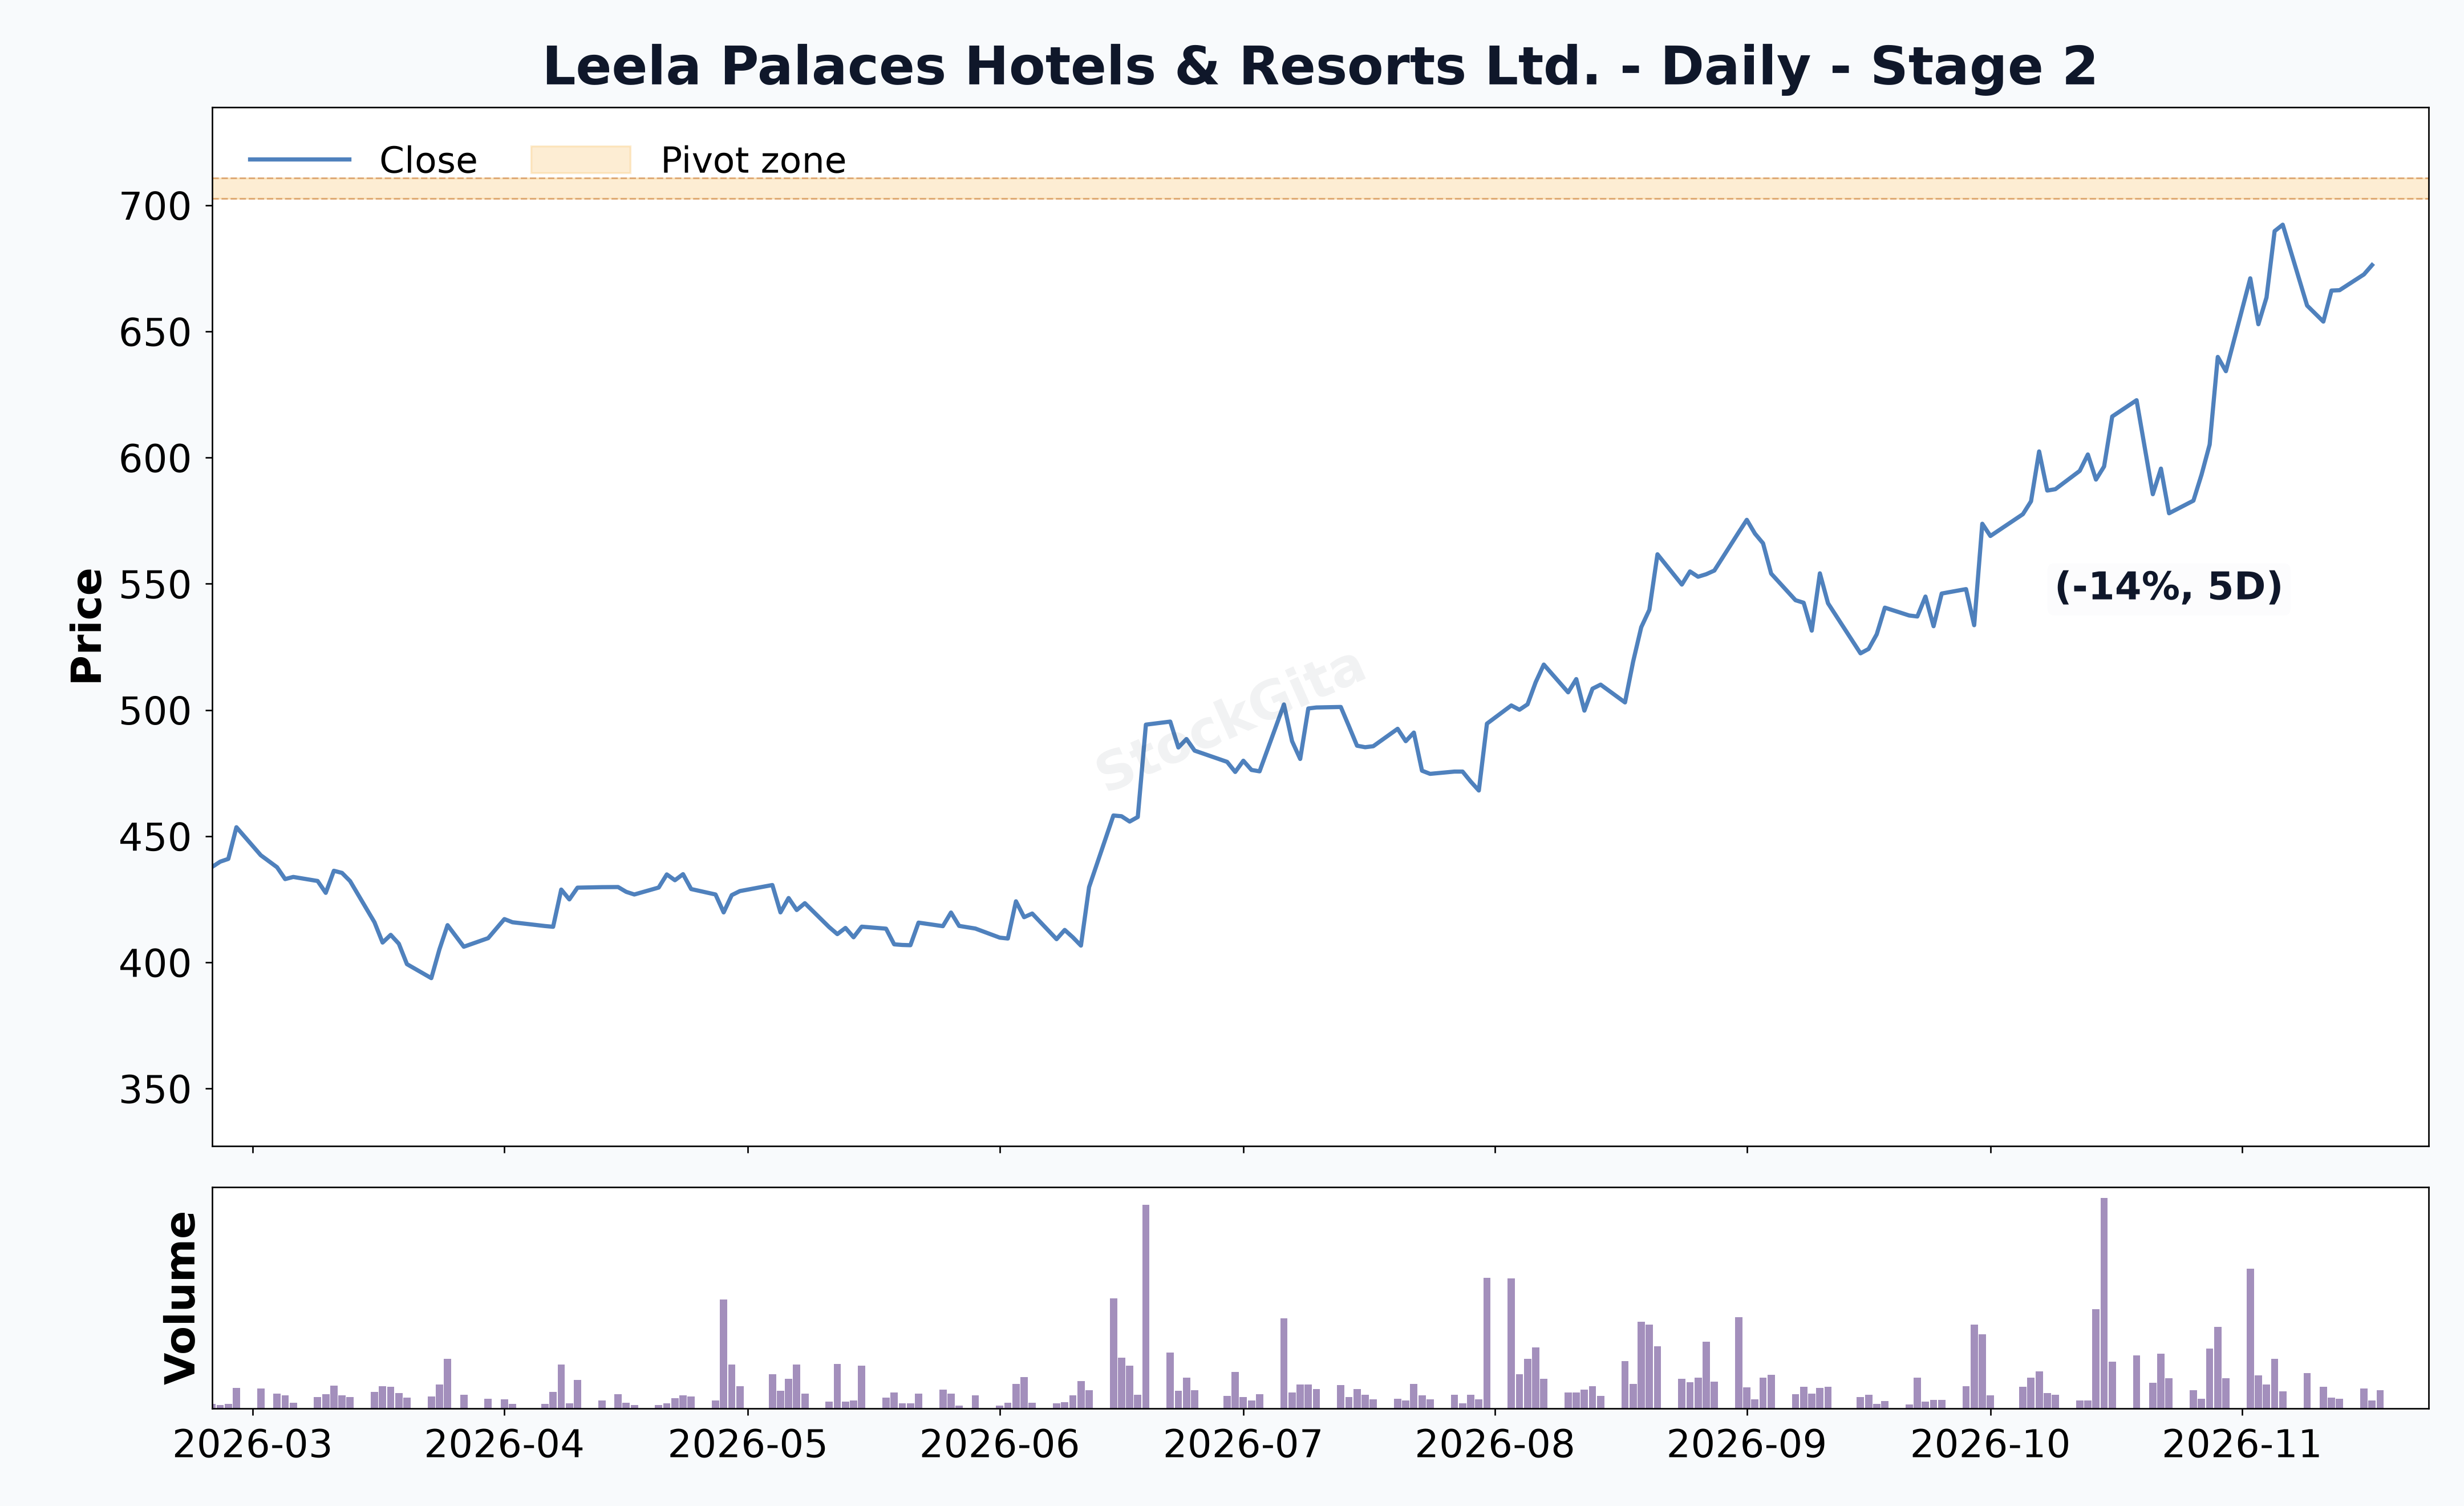 Leela Palaces Hotels & Resorts Ltd. - Daily - Stage 2
Close
Pivot zone
Price
700
650
600
550
500
450
400
350
(-14%, 5D)
StockGita
Volume
2026-03
2026-04
2026-05
2026-06
2026-07
2026-08
2026-09
2026-10
2026-11